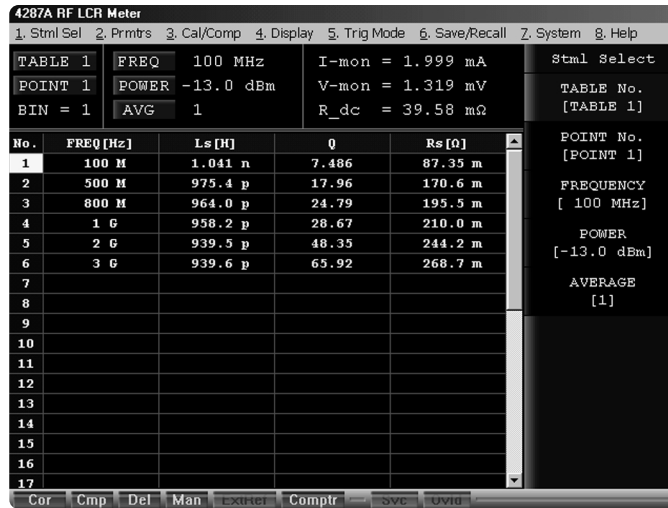 4287A RF LCR Meter
1. Stml Sel 2. Prmtrs 3. Cal/Comp 4. Display 5. Trig Mode 6. Save/Recall 7. System 8. Help
TABLE 1 FREQ 100 MHz I-mon = 1.999 mA
POINT 1 POWER -13.0 dBm V-mon = 1.319 mV
BIN = 1 AVG 1 R_dc = 39.58 mΩ
No. FREQ[Hz] Ls[H] Q Rs[Ω]
1 100 M 1.041 n 7.486 87.35 m
2 500 M 975.4 p 17.96 170.6 m
3 800 M 964.0 p 24.79 195.5 m
4 1 G 958.2 p 28.67 210.0 m
5 2 G 939.5 p 48.35 244.2 m
6 3 G 939.6 p 65.92 268.7 m
7
8
9
10
11
12
13
14
15
16
17
Stml Select
TABLE No.
[TABLE 1]
POINT No.
[POINT 1]
FREQUENCY
[ 100 MHz]
POWER
[-13.0 dBm]
AVERAGE
[1]
Cor Cmp Del Man ExtRef Comptr Svc Ovld